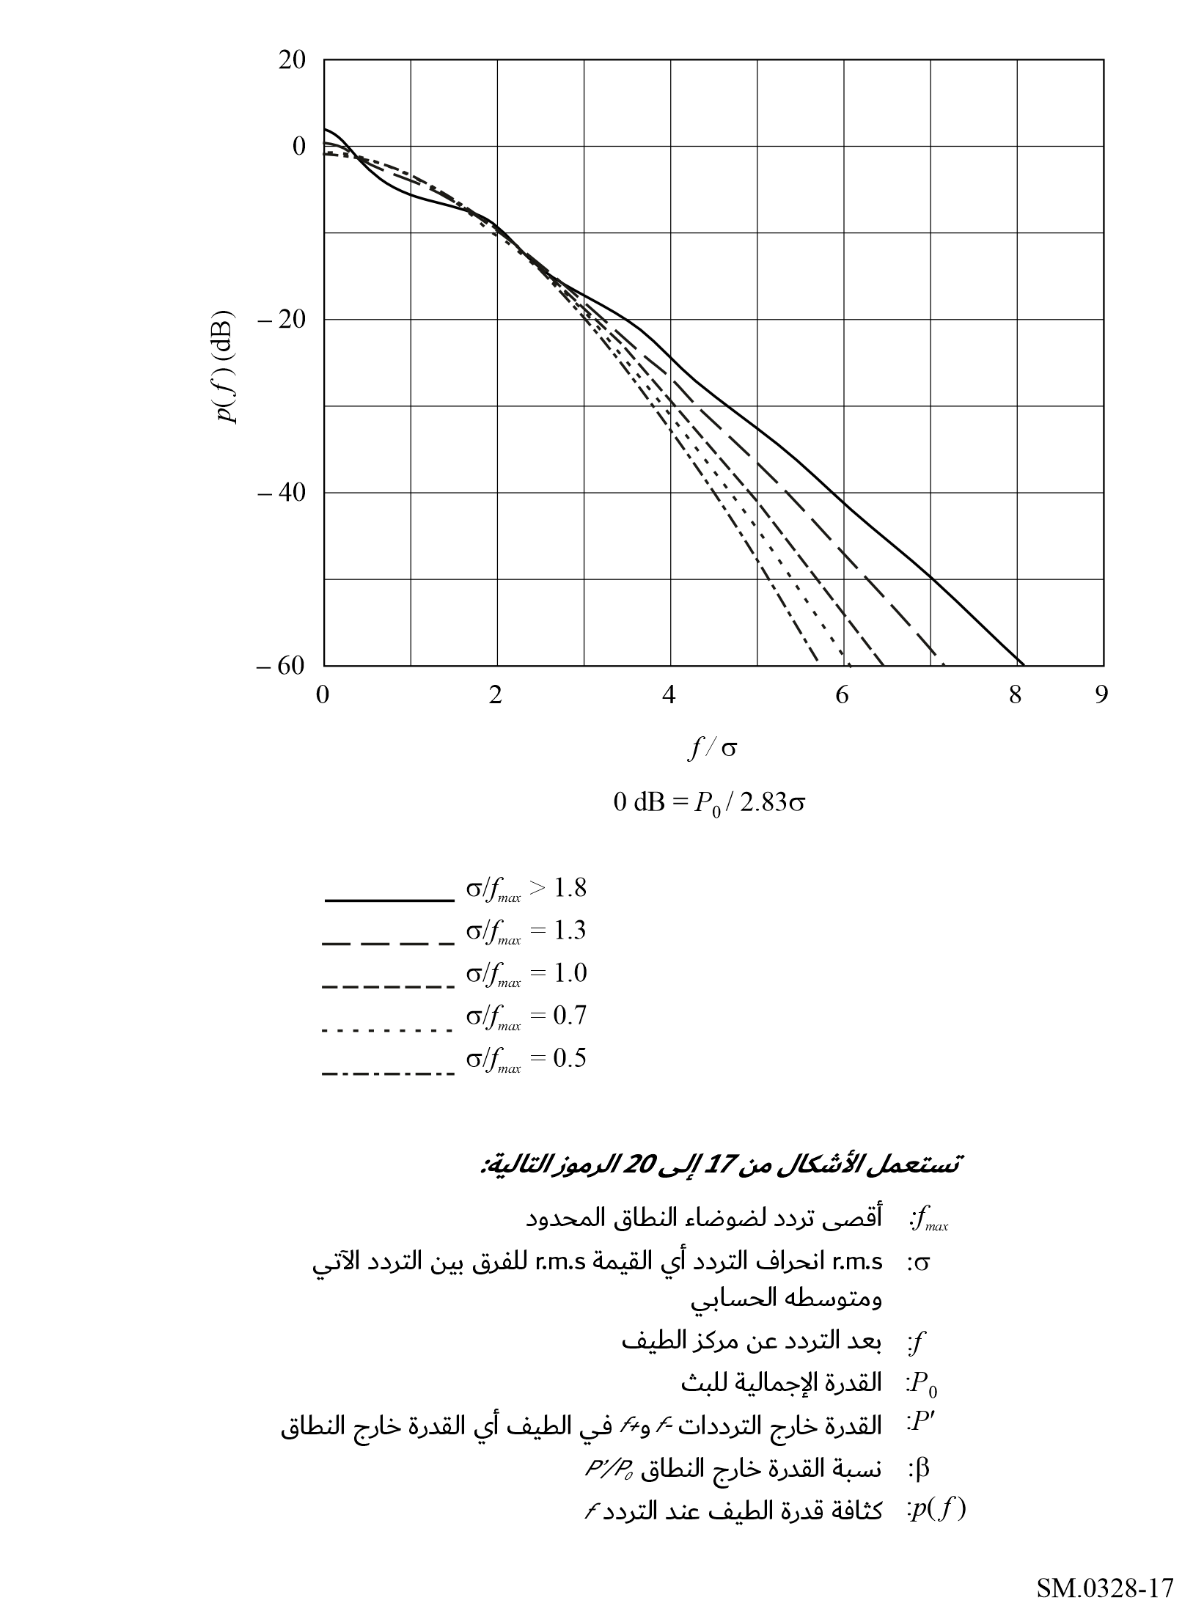 20
0
– 20
– 40
– 60
p(f) (dB)
0 2 4 6 8 9
f / σ
0 dB = P0 / 2.83σ
σ/fmax > 1.8
σ/fmax = 1.3
σ/fmax = 1.0
σ/fmax = 0.7
σ/fmax = 0.5
تستعمل الأشكال من 17 إلى 20 الرموز التالية:
fmax: أقصى تردد لضوضاء النطاق المحدود
σ: r.m.s انحراف التردد أي القيمة r.m.s للفرق بين التردد الآتي
ومتوسطه الحسابي
f: بعد التردد عن مركز الطيف
P0: القدرة الإجمالية للبث
P′: القدرة خارج الترددات f- و f+ في الطيف أي القدرة خارج النطاق
β: نسبة القدرة خارج النطاق P′/P0
p(f): كثافة قدرة الطيف عند التردد f
SM.0328-17